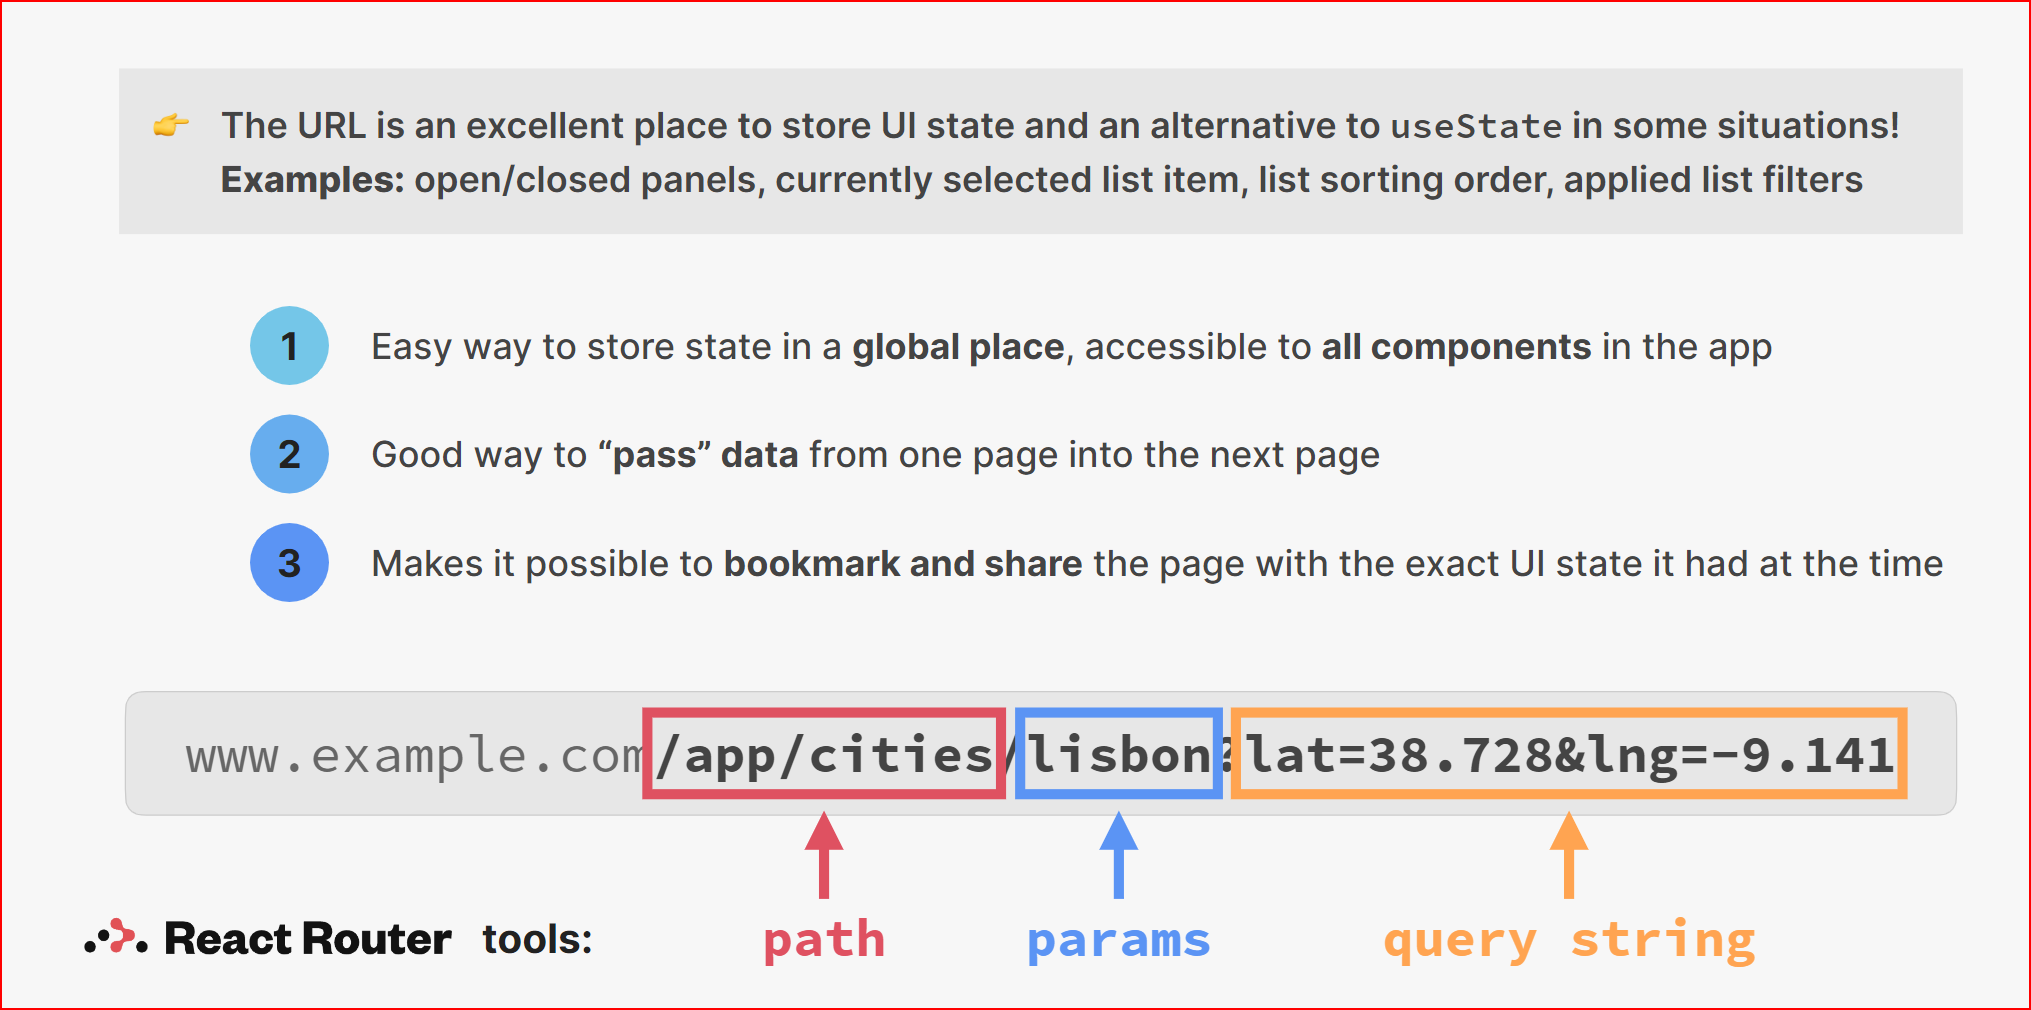 👉 The URL is an excellent place to store UI state and an alternative to useState in some situations!
Examples: open/closed panels, currently selected list item, list sorting order, applied list filters
1 Easy way to store state in a global place, accessible to all components in the app
2 Good way to “pass” data from one page into the next page
3 Makes it possible to bookmark and share the page with the exact UI state it had at the time
www.example.com/app/cities/lisbon?lat=38.728&lng=-9.141
React Router tools: path params query string